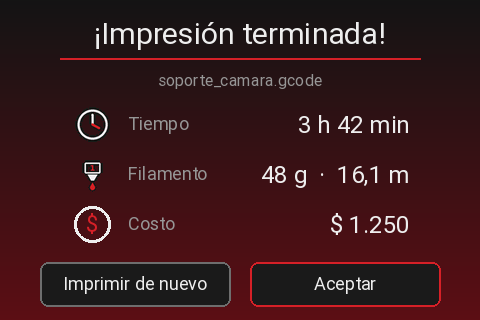 ¡Impresión terminada!
soporte_camara.gcode
Tiempo 3 h 42 min
Filamento 48 g · 16,1 m
$ Costo $ 1.250
Imprimir de nuevo Aceptar